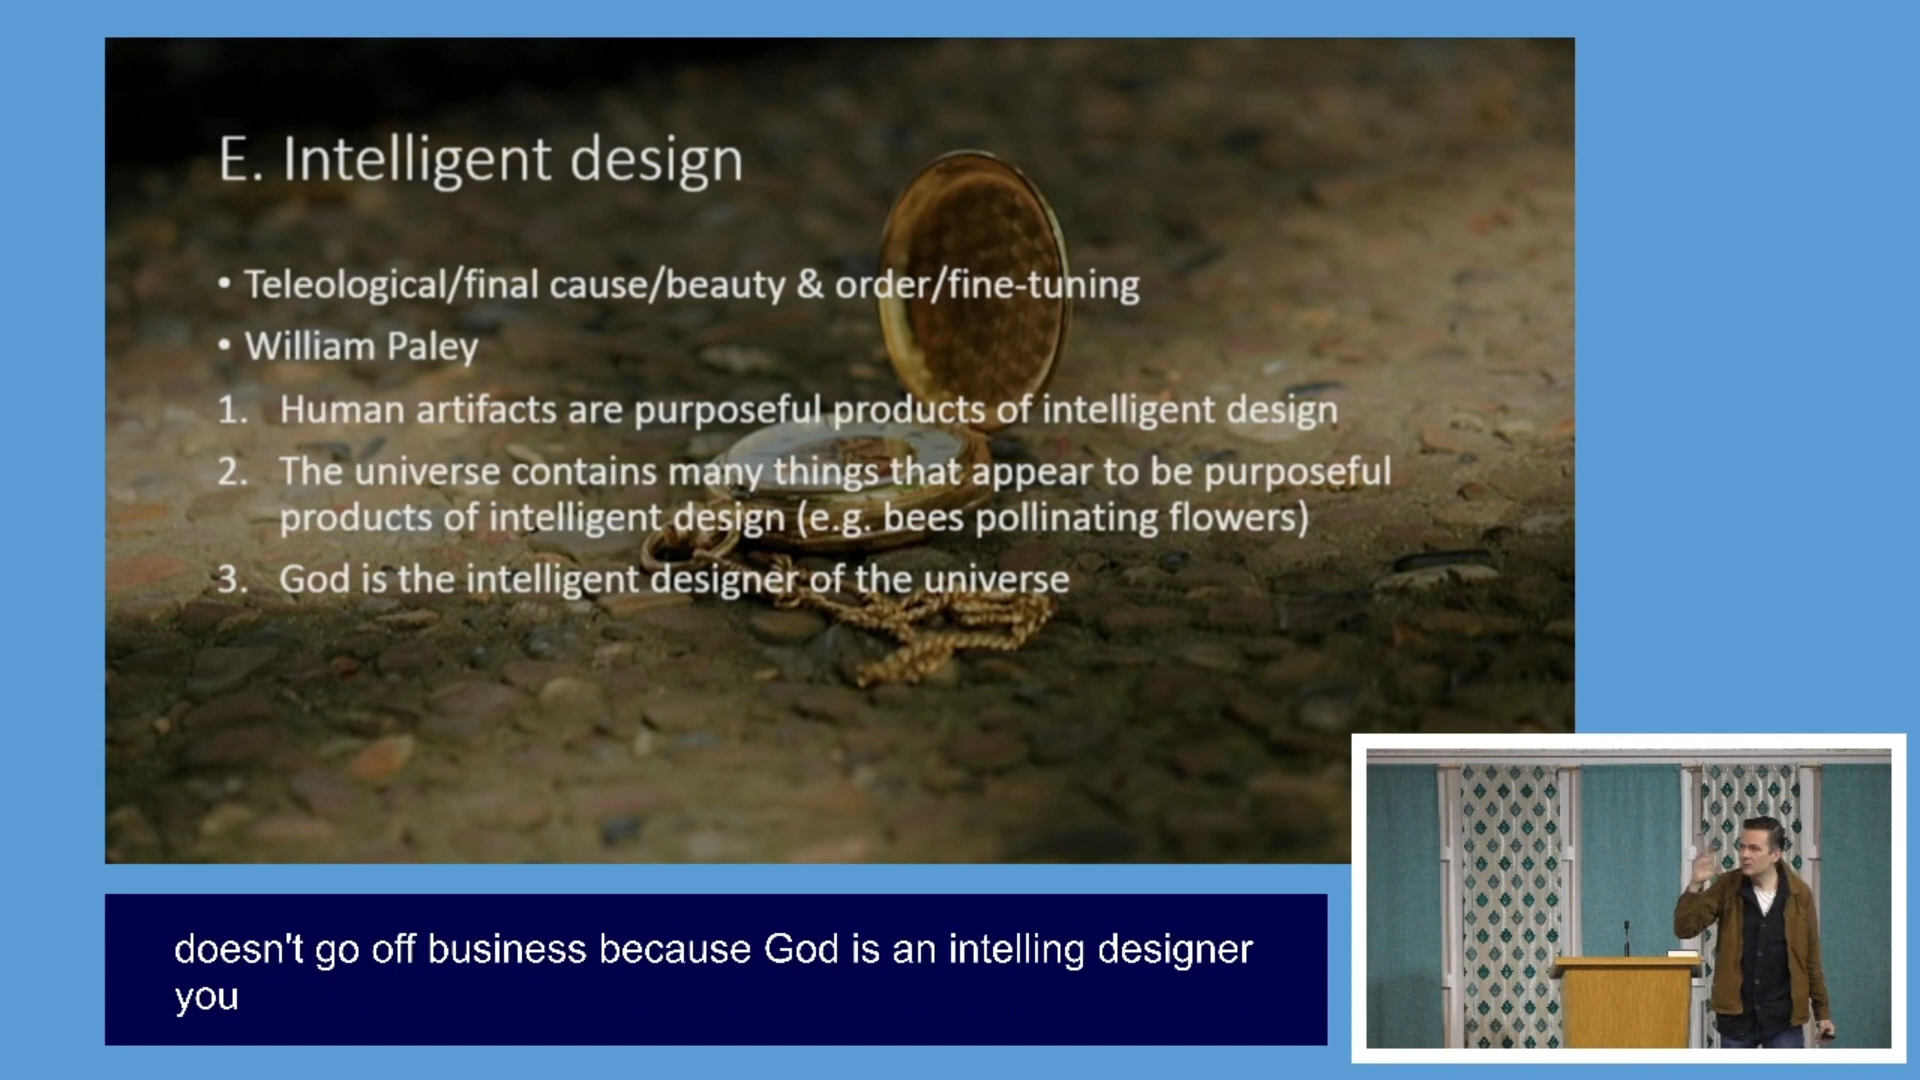 E. Intelligent design
• Teleological/final cause/beauty & order/fine-tuning
• William Paley
1. Human artifacts are purposeful products of intelligent design
2. The universe contains many things that appear to be purposeful
products of intelligent design (e.g. bees pollinating flowers)
3. God is the intelligent designer of the universe
doesn't go off business because God is an intelling designer
you